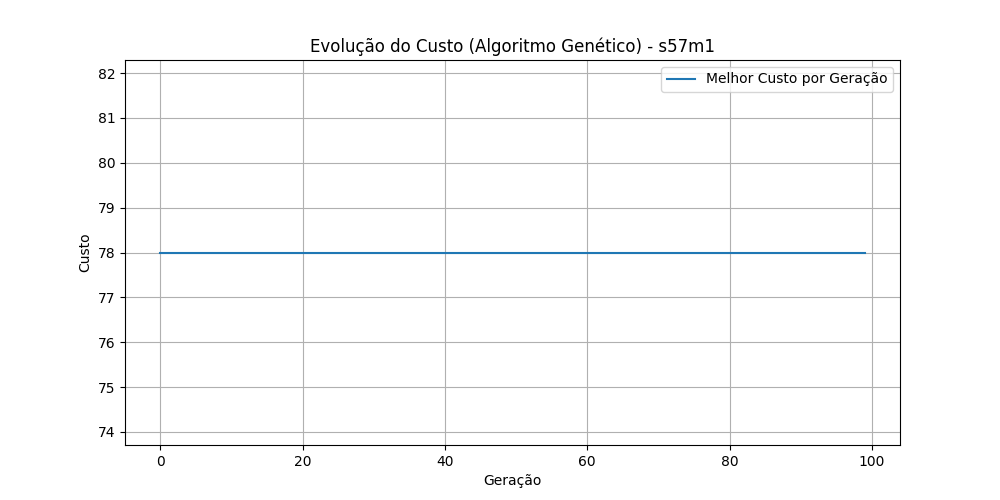 Evolução do Custo (Algoritmo Genético) - s57m1
Melhor Custo por Geração
82
81
80
79
78
77
76
75
74
Custo
0 20 40 60 80 100
Geração